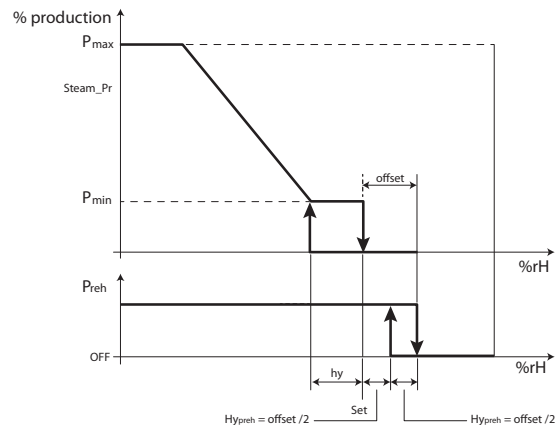 % production
Pmax
Steam_Pr
offset
Pmin
%rH
Preh
OFF
%rH
hy
Set
Hypreh = offset /2
Hypreh = offset /2